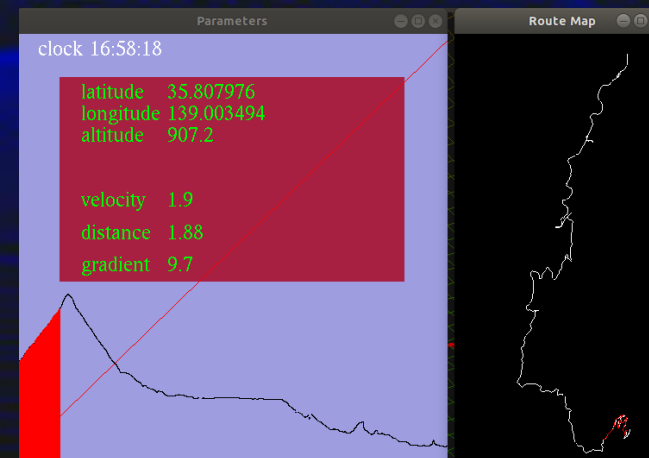 Parameters
Route Map
clock 16:58:18
latitude 35.807976
longitude 139.003494
altitude 907.2
velocity 1.9
distance 1.88
gradient 9.7